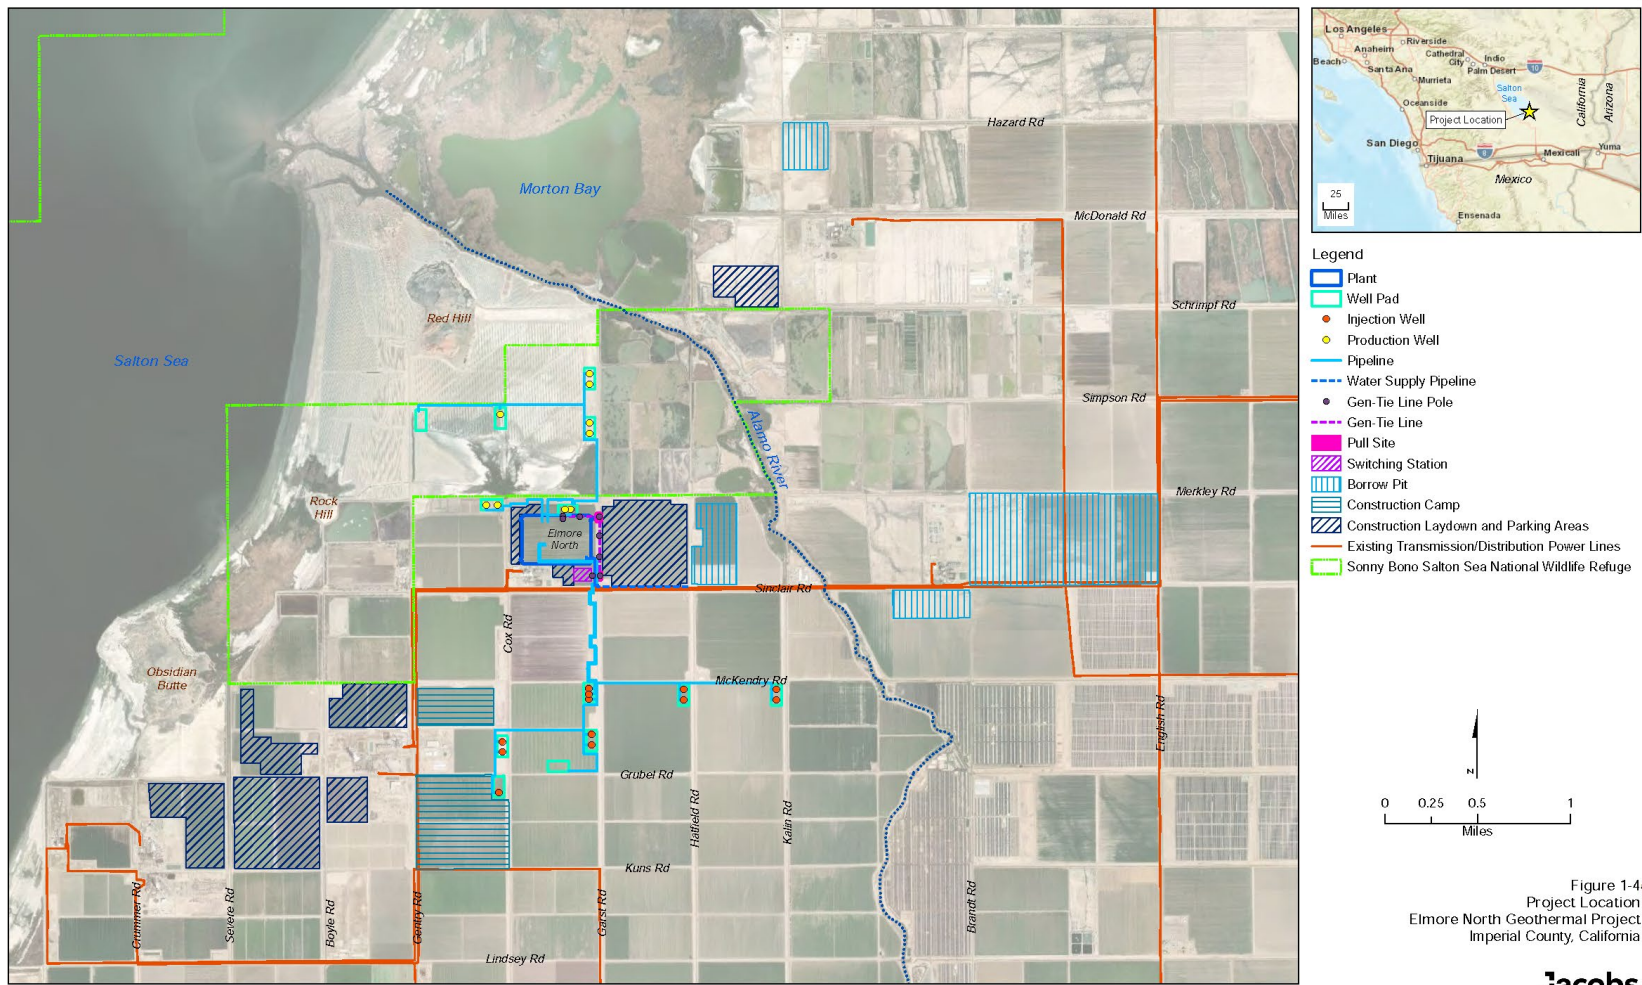 Hazard Rd
Morton Bay
McDonald Rd
Schrimpf Rd
Red Hill
Salton Sea
Simpson Rd
Alamo River
Merkley Rd
Rock
Hill
Elmore
North
Sinclair Rd
Cox Rd
Obsidian
Butte
McKendry Rd
English Rd
Grubel Rd
Hatfield Rd
Kalin Rd
Kuns Rd
Crummer Rd
Severe Rd
Boyle Rd
Gentry Rd
Garst Rd
Brandt Rd
Lindsey Rd
Los Angeles
Riverside
Anaheim
Cathedral
City
Indio
10
Beach
Santa Ana
Palm Desert
Murrieta
Salton
Sea
California
Arizona
Oceanside
Project Location
San Diego
8
Yuma
Tijuana
Mexicali
Mexico
25
Miles
Ensenada
Legend
Plant
Well Pad
Injection Well
Production Well
Pipeline
Water Supply Pipeline
Gen-Tie Line Pole
Gen-Tie Line
Pull Site
Switching Station
Borrow Pit
Construction Camp
Construction Laydown and Parking Areas
Existing Transmission/Distribution Power Lines
Sonny Bono Salton Sea National Wildlife Refuge
N
0 0.25 0.5 1
Miles
Figure 1-4
Project Location
Elmore North Geothermal Project
Imperial County, California
Jacobs